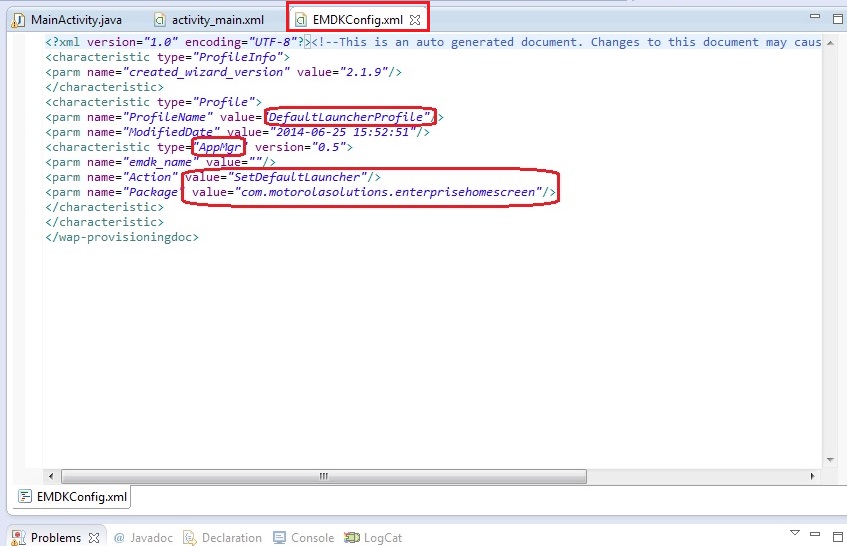 MainActivity.java activity_main.xml EMDKConfig.xml
<?xml version="1.0" encoding="UTF-8"?><!--This is an auto generated document. Changes to this document may caus
<characteristic type="ProfileInfo">
<parm name="created_wizard_version" value="2.1.9"/>
</characteristic>
<characteristic type="Profile">
<parm name="ProfileName" value="DefaultLauncherProfile"/>
<parm name="ModifiedDate" value="2014-06-25 15:52:51"/>
<characteristic type="AppMgr" version="0.5">
<parm name="emdk_name" value=""/>
<parm name="Action" value="SetDefaultLauncher"/>
<parm name="Package" value="com.motorolasolutions.enterprisehomescreen"/>
</characteristic>
</characteristic>
</wap-provisioningdoc>
EMDKConfig.xml
Problems Javadoc Declaration Console LogCat